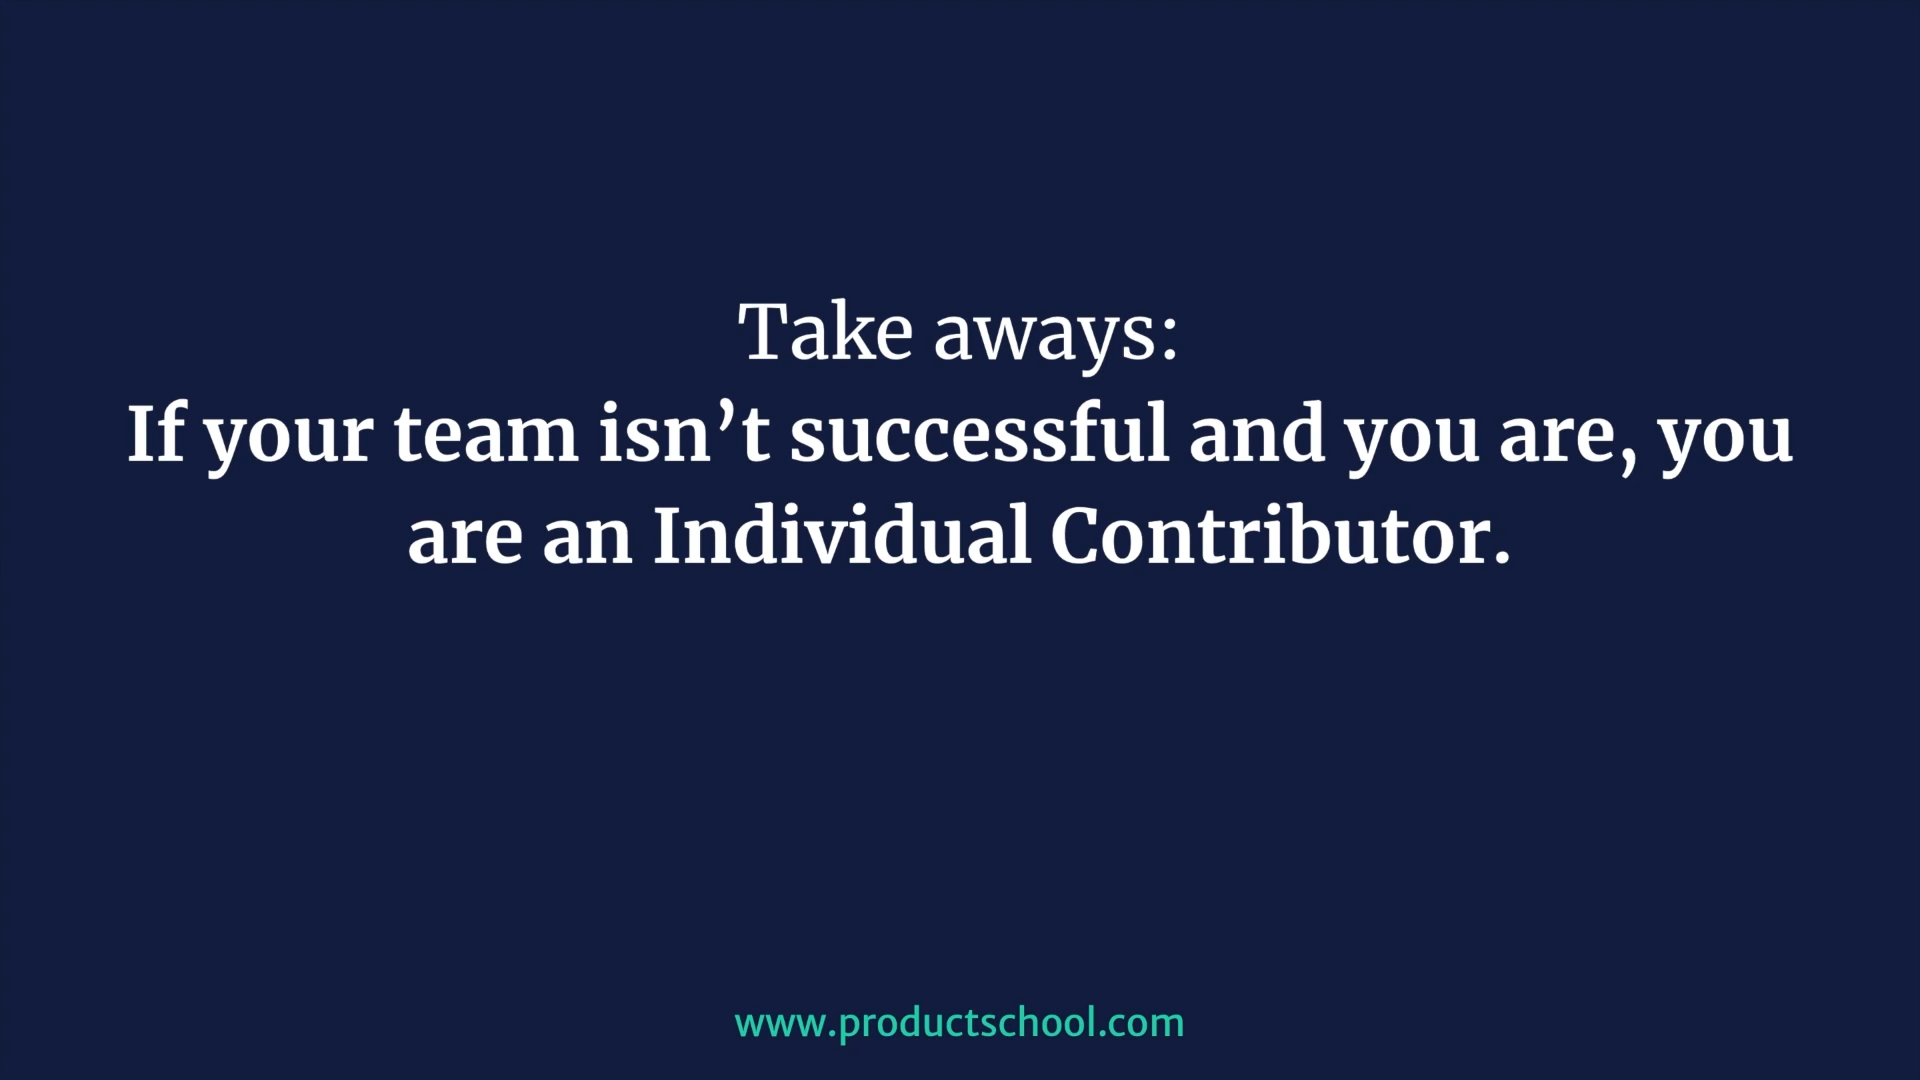 Take aways:
If your team isn’t successful and you are, you
are an Individual Contributor.
www.productschool.com